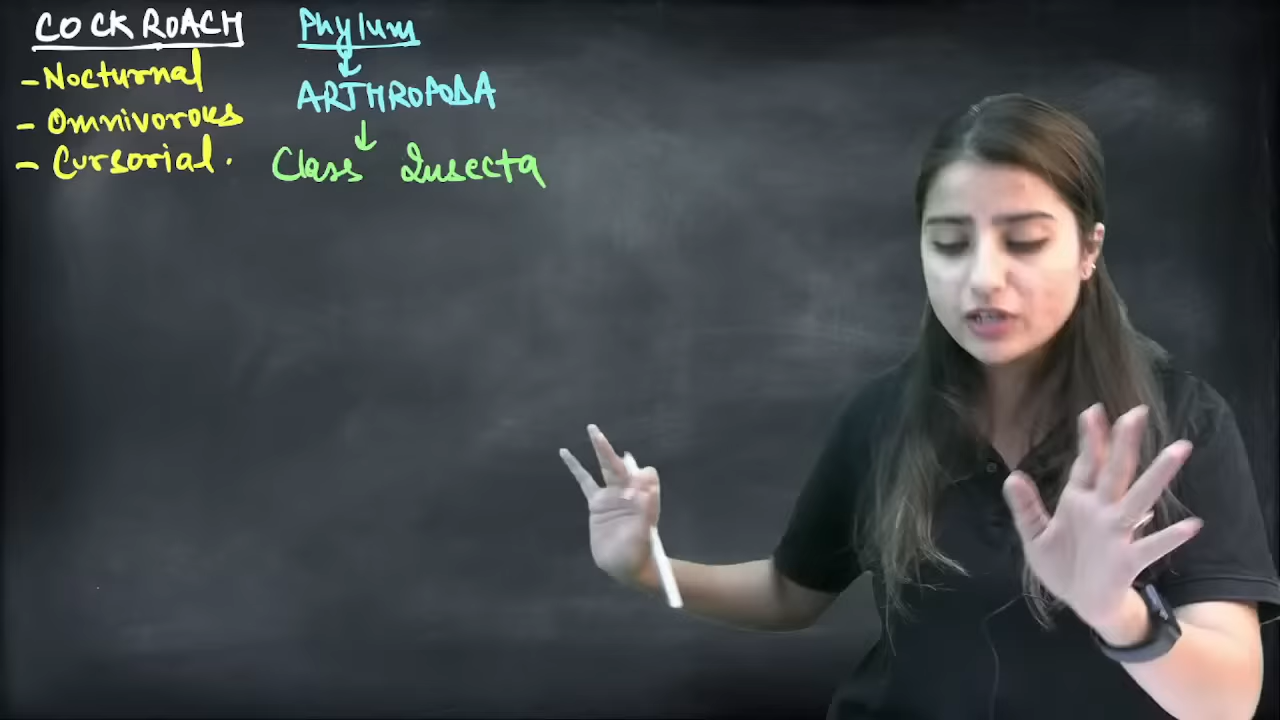 COCKROACH
- Nocturnal
- Omnivorous
- Cursorial.
Phylum
↓
ARTHROPODA
↓
Class Insecta